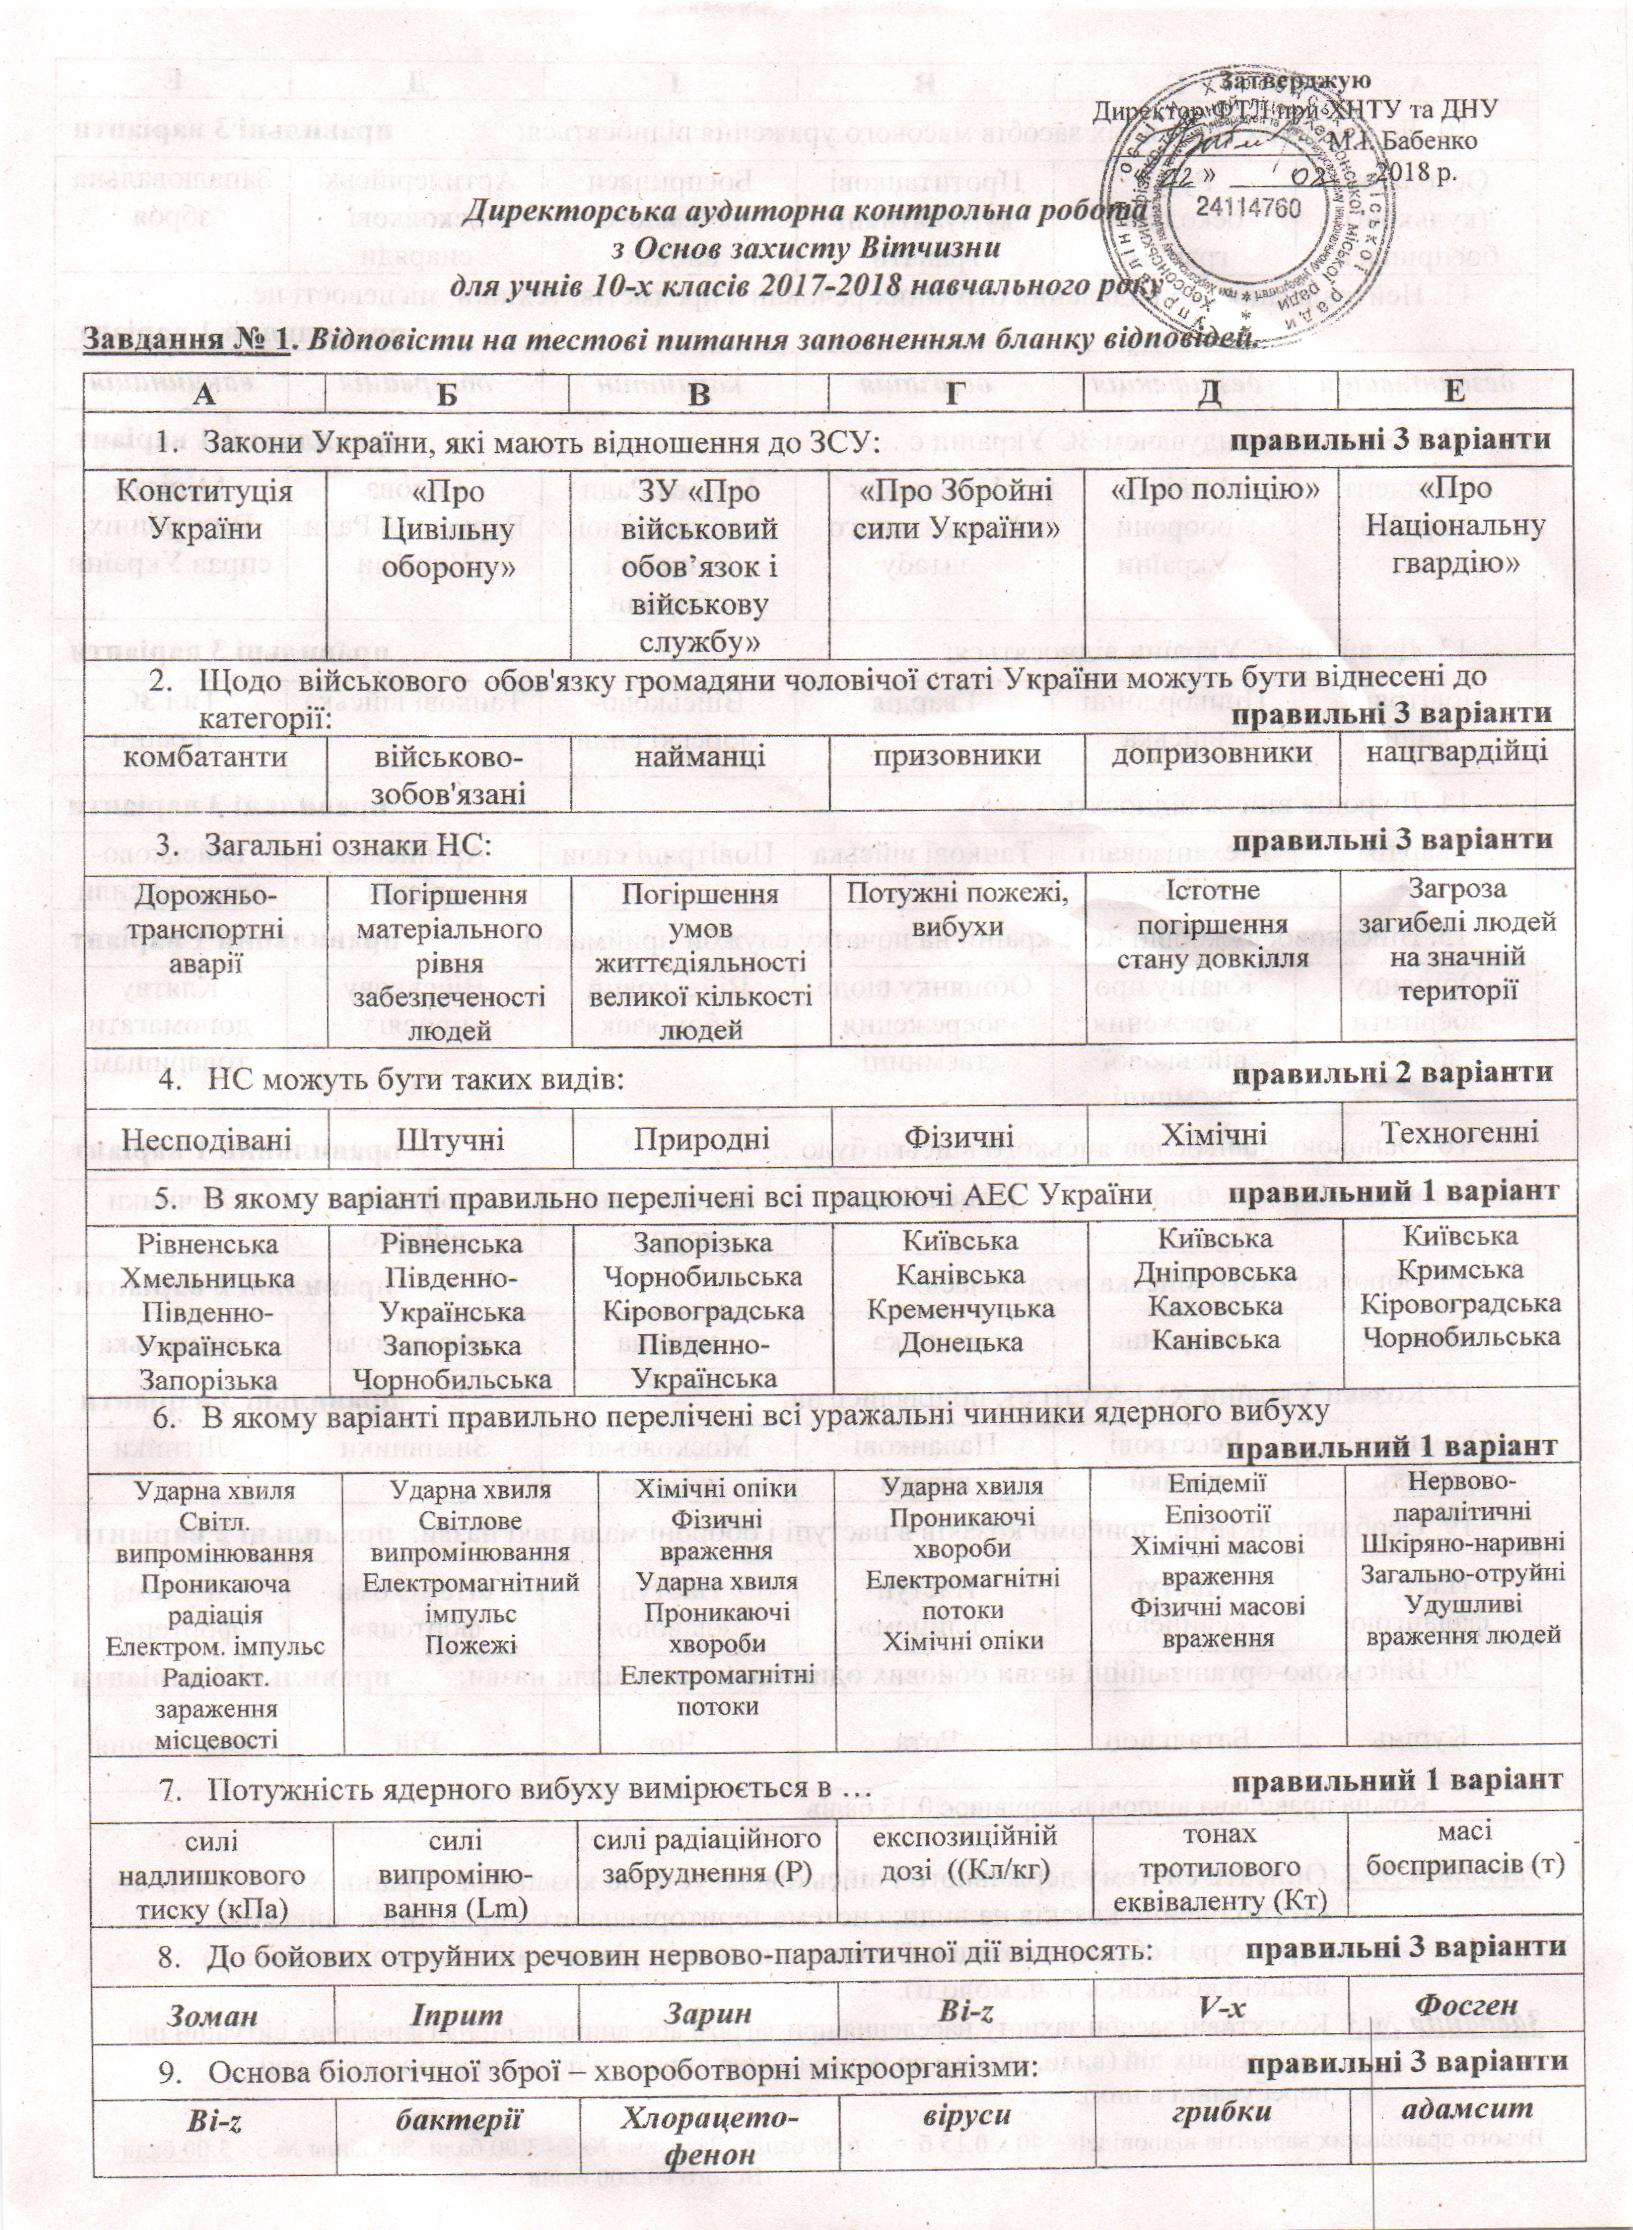 Затверджую
Директор ФТЛ при ХНТУ та ДНУ
М.І. Бабенко
«02» 02 2018 р.
24114760
Директорська аудиторна контрольна робота
з Основ захисту Вітчизни
для учнів 10-х класів 2017-2018 навчального року
Завдання № 1. Відповісти на тестові питання заповненням бланку відповідей.
А Б В Г Д Е
1. Закони України, які мають відношення до ЗСУ: правильні 3 варіанти
Конституція «Про ЗУ «Про «Про Збройні «Про поліцію» «Про
України Цивільну військовий сили України» Національну
оборону» обов’язок і гвардію»
військову
службу»
2. Щодо військового обов'язку громадяни чоловічої статі України можуть бути віднесені до
категорії: правильні 3 варіанти
комбатанти військово- найманці призовники допризовники нацгвардійці
зобов'язані
3. Загальні ознаки НС: правильні 3 варіанти
Дорожньо- Погіршення Погіршення Потужні пожежі, Істотне Загроза
транспортні матеріального умов вибухи погіршення загибелі людей
аварії рівня життєдіяльності стану довкілля на значній
забезпеченості великої кількості території
людей людей
4. НС можуть бути таких видів: правильні 2 варіанти
Несподівані Штучні Природні Фізичні Хімічні Техногенні
5. В якому варіанті правильно перелічені всі працюючі АЕС України правильний 1 варіант
Рівненська Рівненська Запорізька Київська Київська Київська
Хмельницька Південно- Чорнобильська Канівська Дніпровська Кримська
Південно- Українська Кіровоградська Кременчуцька Каховська Кіровоградська
Українська Запорізька Південно- Донецька Канівська Чорнобильська
Запорізька Чорнобильська Українська
6. В якому варіанті правильно перелічені всі уражальні чинники ядерного вибуху
правильний 1 варіант
Ударна хвиля Ударна хвиля Хімічні опіки Ударна хвиля Епідемії Нервово-
Світл. Світлове Фізичні Проникаючі Епізоотії паралітичні
випромінювання випромінювання враження хвороби Хімічні масові Шкіряно-наривні
Проникаюча Електромагнітний Ударна хвиля Електромагнітні враження Загально-отруйні
радіація імпульс Проникаючі потоки Фізичні масові Удушливі
Електром. імпульс Пожежі хвороби Хімічні опіки враження враження людей
Радіоакт. Електромагнітні
зараження потоки
місцевості
7. Потужність ядерного вибуху вимірюється в … правильний 1 варіант
силі силі силі радіаційного експозиційній тонах масі
надлишкового випроміню- забруднення (Р) дозі ((Кл/кг) тротилового боєприпасів (т)
тиску (кПа) вання (Lm) еквіваленту (Кт)
8. До бойових отруйних речовин нервово-паралітичної дії відносять: правильні 3 варіанти
Зоман Іприт Зарин Ві-z V-х Фосген
9. Основа біологічної зброї – хвороботворні мікроорганізми: правильні 3 варіанти
Ві-z бактерії Хлорацето- віруси грибки адамсит
фенон